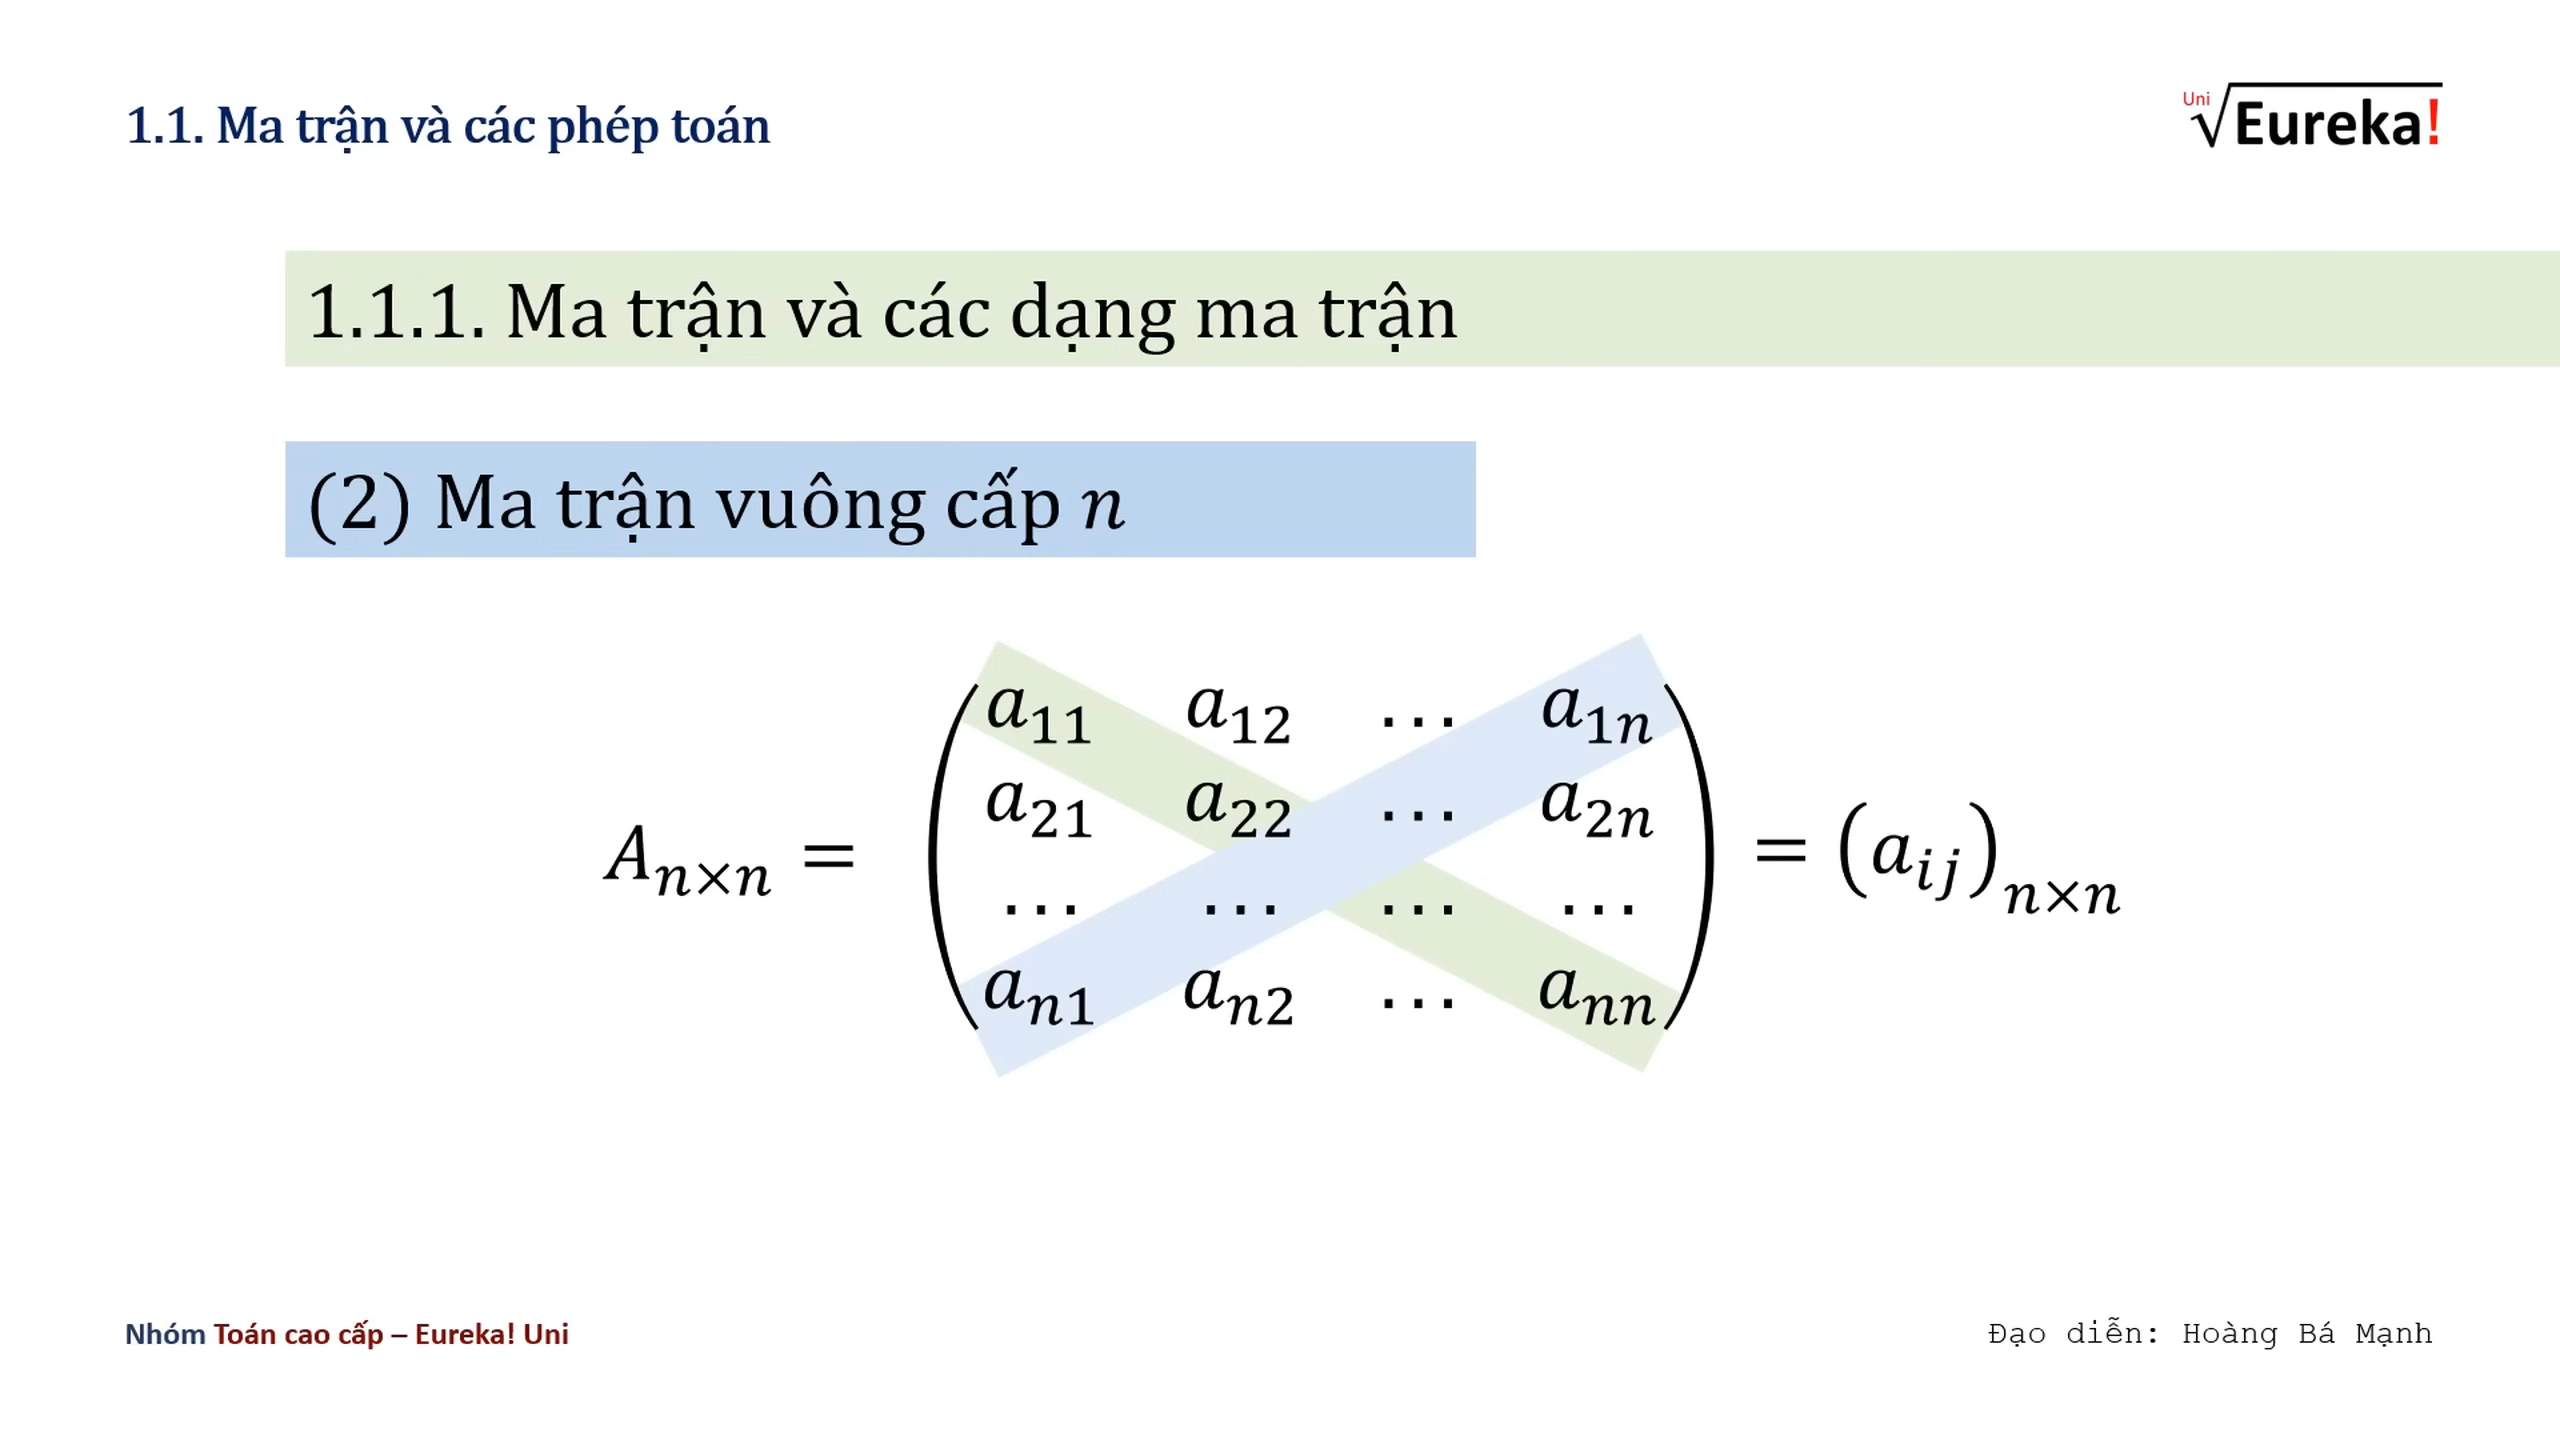 1.1. Ma trận và các phép toán
Uni
√Eureka!
1.1.1. Ma trận và các dạng ma trận
(2) Ma trận vuông cấp n
a₁₁ a₁₂ … a₁ₙ
a₂₁ a₂₂ … a₂ₙ
Aₙ×ₙ = = (aᵢⱼ)ₙ×ₙ
… … … …
aₙ₁ aₙ₂ … aₙₙ
Nhóm Toán cao cấp – Eureka! Uni
Đạo diễn: Hoàng Bá Mạnh